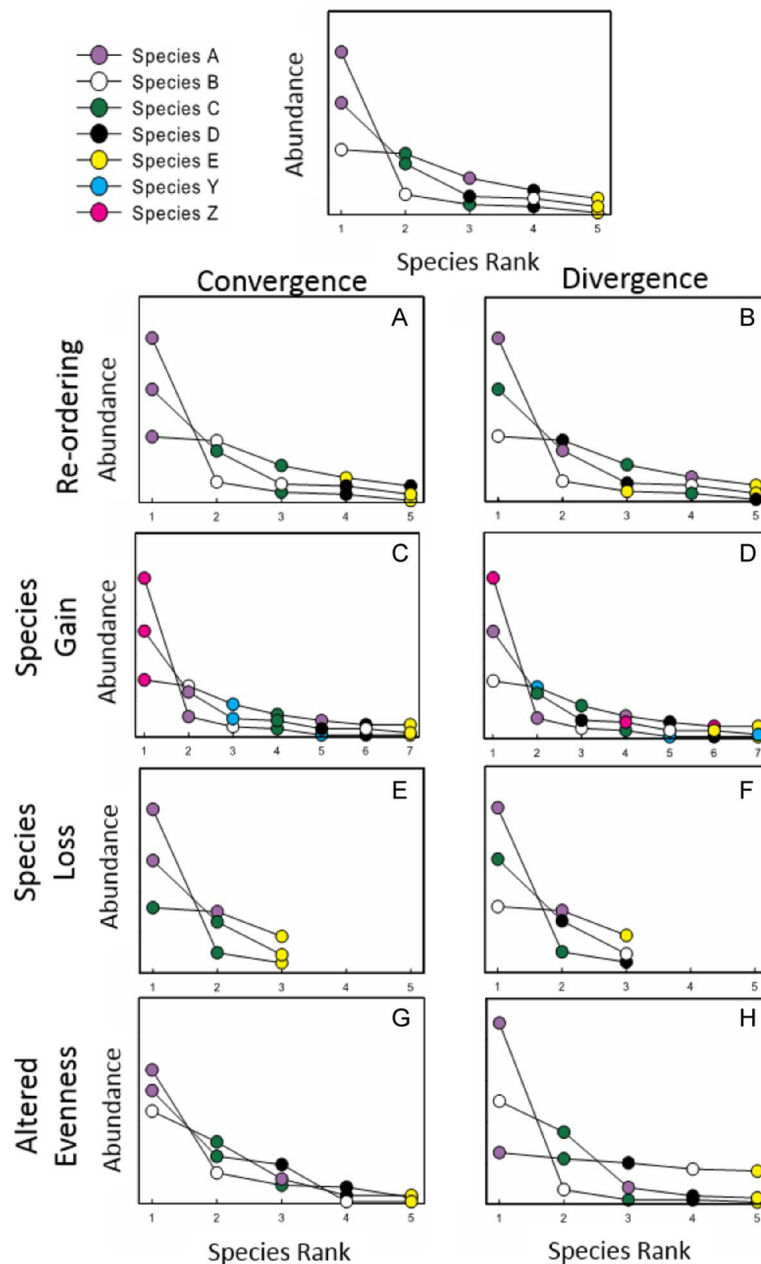 Species A
Species B
Species C
Species D
Species E
Species Y
Species Z
Abundance
1 2 3 4 5
Species Rank
Convergence
Divergence
Re-ordering
Abundance
A
1 2 3 4 5
B
1 2 3 4 5
Species
Gain
Abundance
C
1 2 3 4 5 6 7
D
1 2 3 4 5 6 7
Species
Loss
Abundance
E
1 2 3 4 5
F
1 2 3 4 5
Altered
Evenness
Abundance
G
1 2 3 4 5
H
1 2 3 4 5
Species Rank
Species Rank